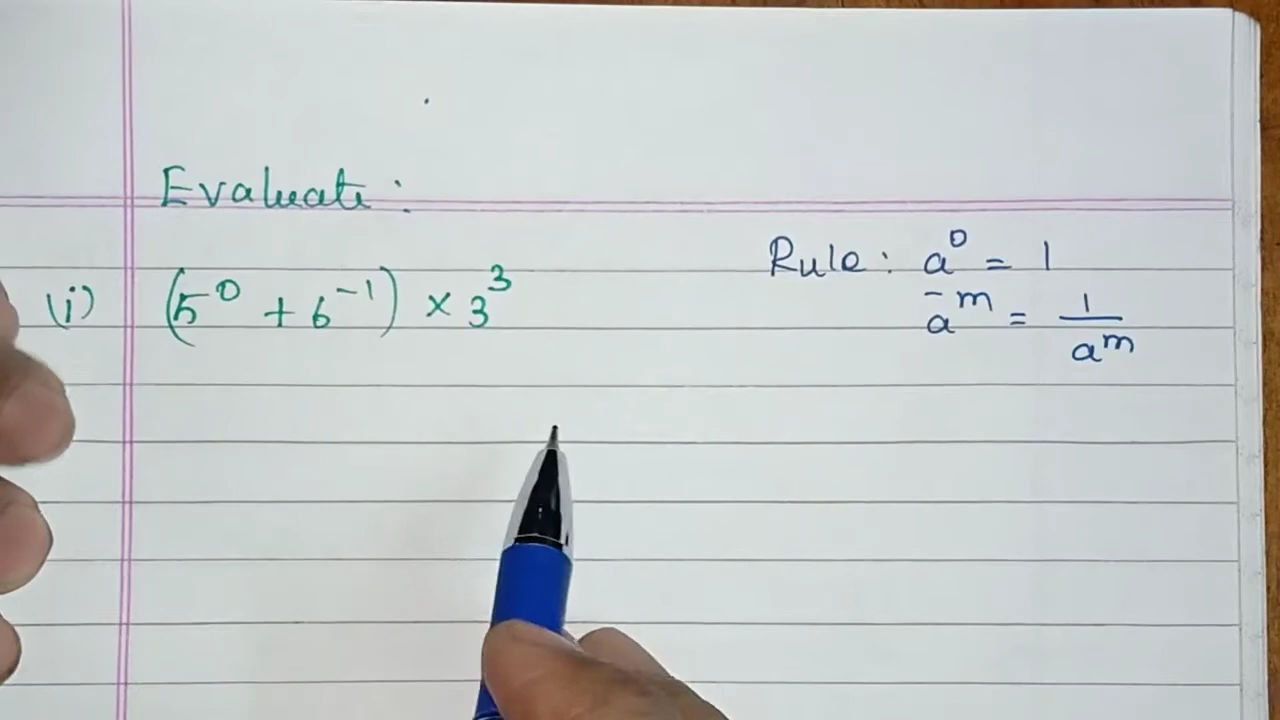 Evaluate :
(i) (5⁰ + 6⁻¹) × 3³
Rule : a⁰ = 1
a⁻ᵐ = 1/aᵐ